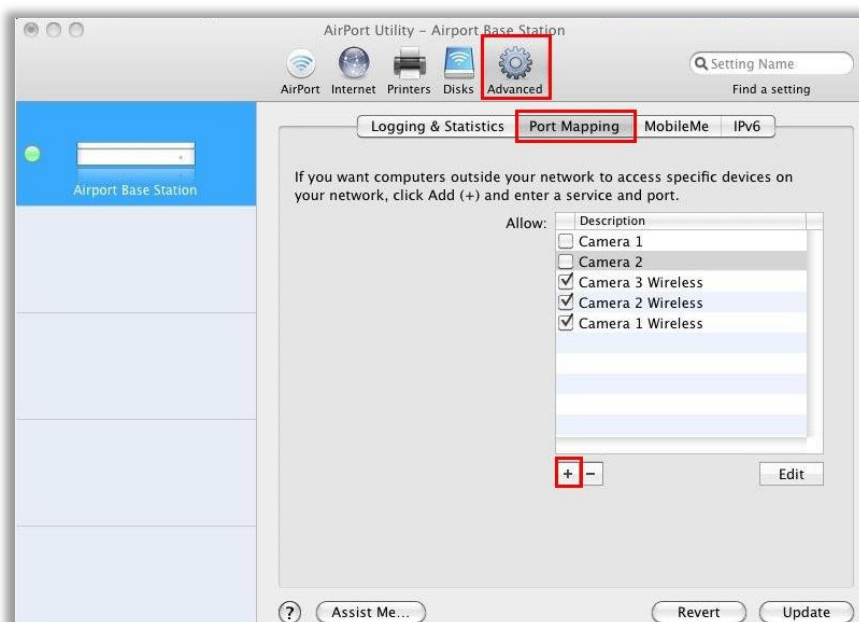 AirPort Utility – Airport Base Station
AirPort Internet Printers Disks Advanced
Setting Name
Find a setting
Logging & Statistics Port Mapping MobileMe IPv6
Airport Base Station
If you want computers outside your network to access specific devices on
your network, click Add (+) and enter a service and port.
Allow:
Description
Camera 1
Camera 2
Camera 3 Wireless
Camera 2 Wireless
Camera 1 Wireless
+ –
Edit
? Assist Me... Revert Update